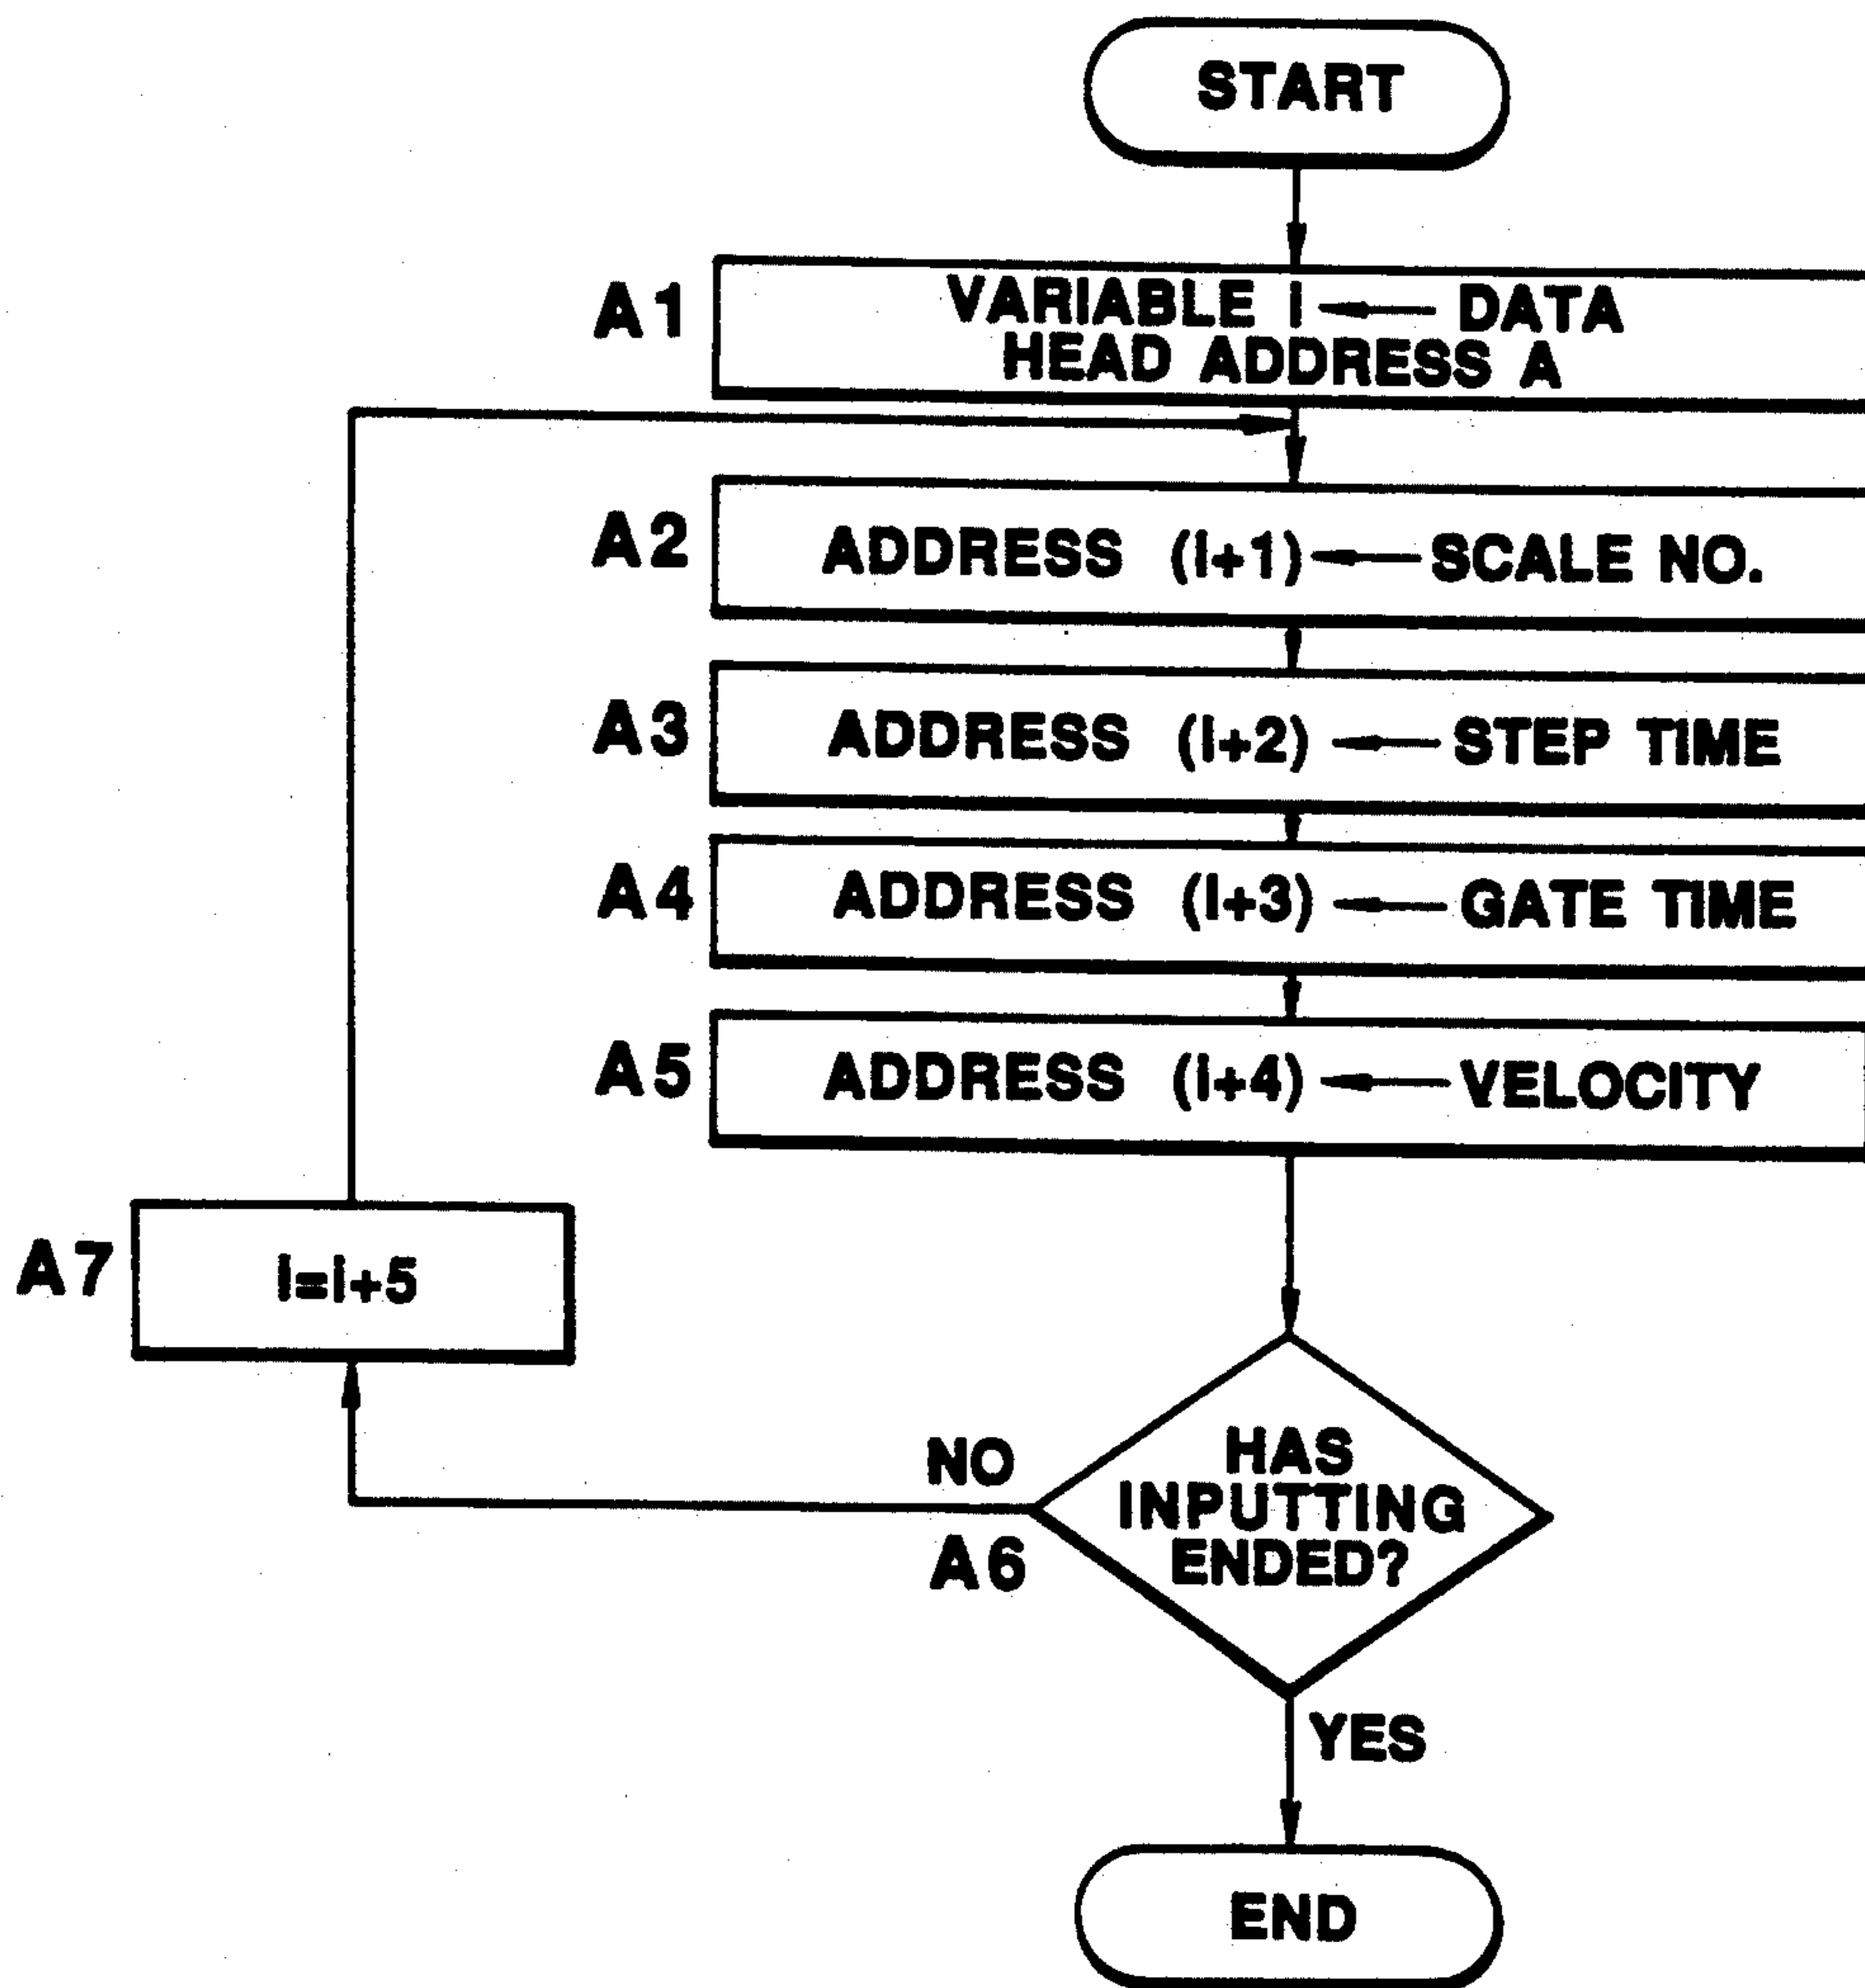 START
A1
VARIABLE i ← DATA
HEAD ADDRESS A
A2
ADDRESS (i+1) ← SCALE NO.
A3
ADDRESS (i+2) ← STEP TIME
A4
ADDRESS (i+3) ← GATE TIME
A5
ADDRESS (i+4) ← VELOCITY
A7
i=i+5
NO
A6
HAS
INPUTTING
ENDED?
YES
END